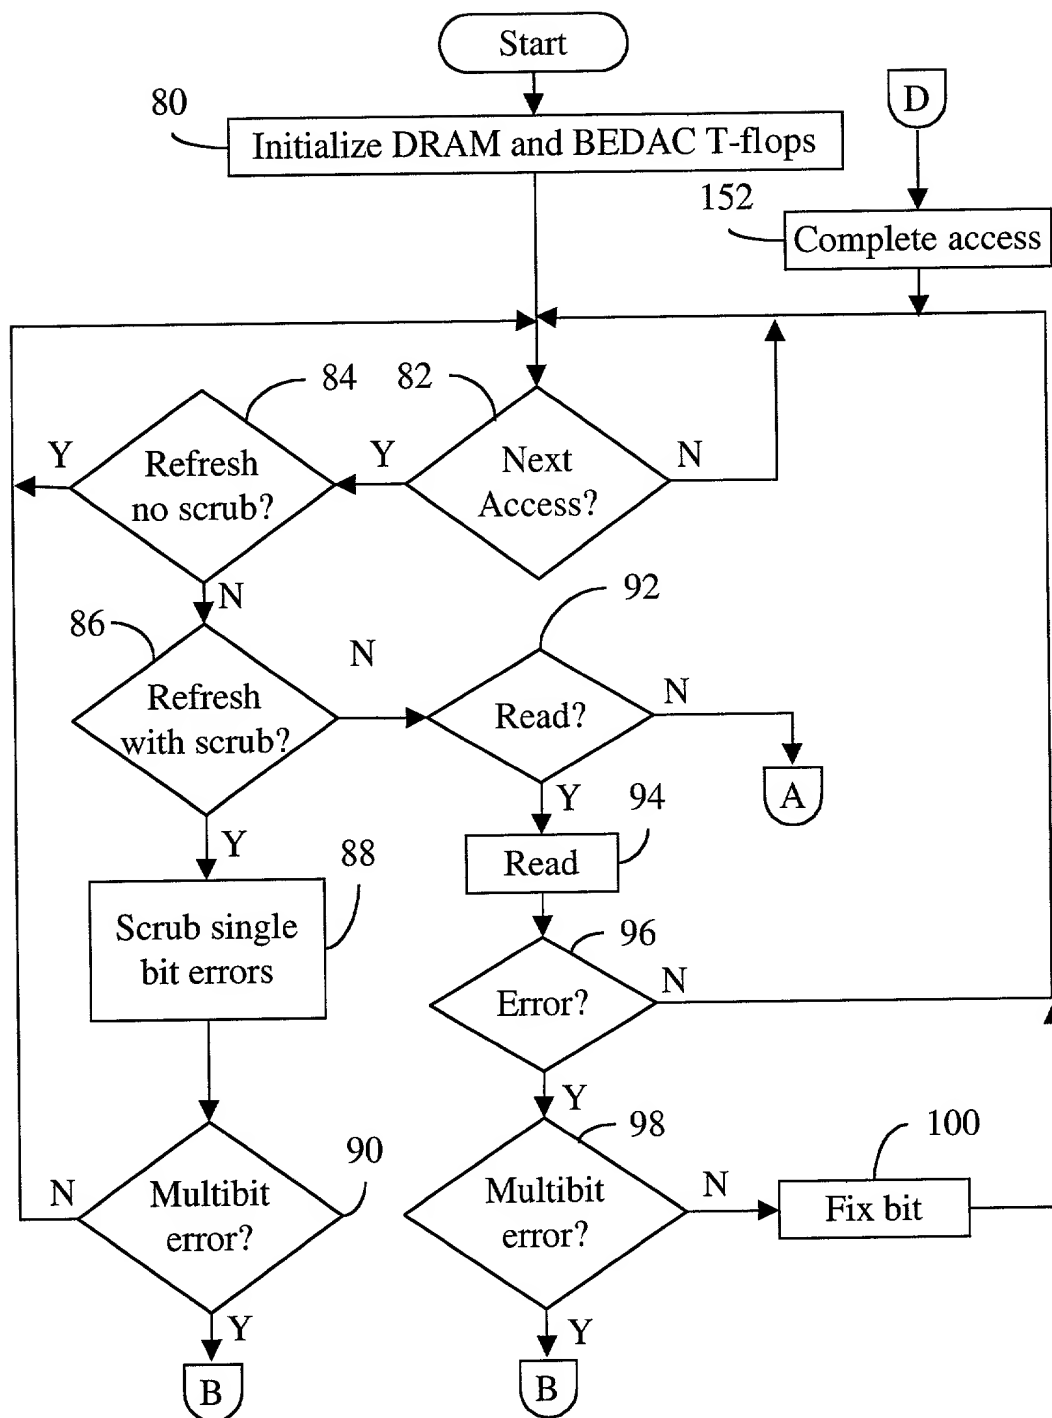 Start
80
D
Initialize DRAM and BEDAC T-flops
152
Complete access
84
82
Y
Refresh
no scrub?
Y
Next
Access?
N
N
92
86
N
Refresh
with scrub?
Read?
N
A
Y
94
Y
88
Read
Scrub single
bit errors
96
Error?
N
Y
98
100
90
N
Multibit
error?
Multibit
error?
N
Fix bit
Y
Y
B
B